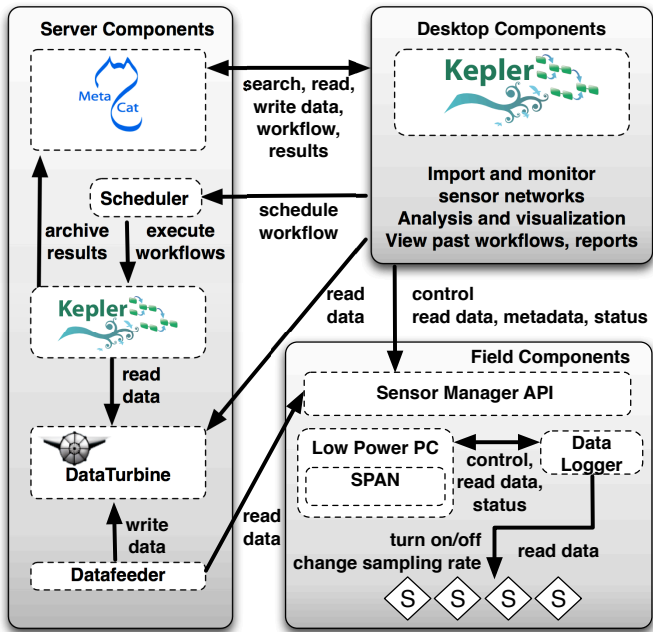 Server Components
Meta
Cat
search, read,
write data,
workflow,
results
Desktop Components
Kepler
Import and monitor
sensor networks
Analysis and visualization
View past workflows, reports
Scheduler
schedule
workflow
archive
results
execute
workflows
Kepler
read
data
read
data
control
read data, metadata, status
DataTurbine
write
data
Datafeeder
read
data
Field Components
Sensor Manager API
Low Power PC
SPAN
control,
read data,
status
Data
Logger
turn on/off
change sampling rate
read data
S
S
S
S